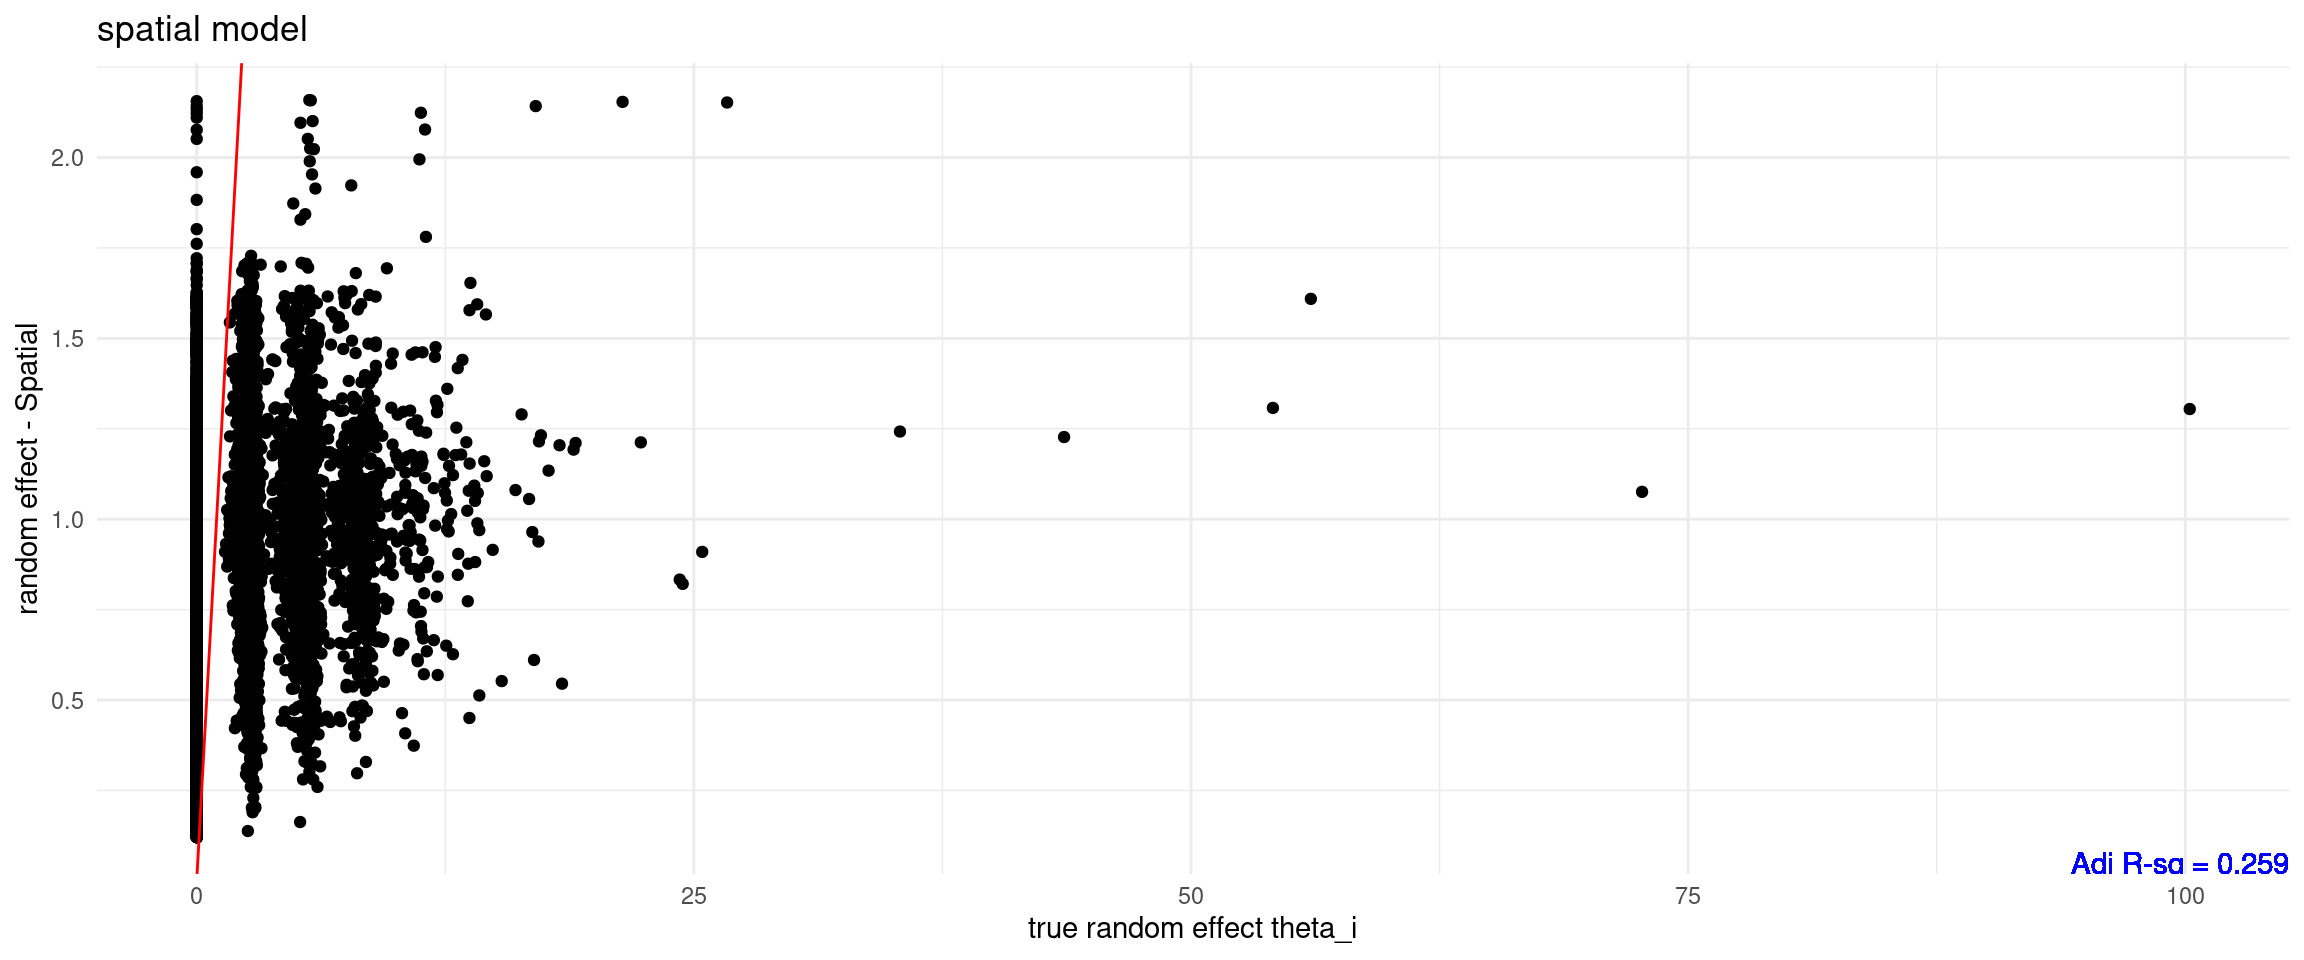 spatial model
random effect - Spatial
2.0
1.5
1.0
0.5
0
25
50
75
100
true random effect theta_i
Adj R-sq = 0.259